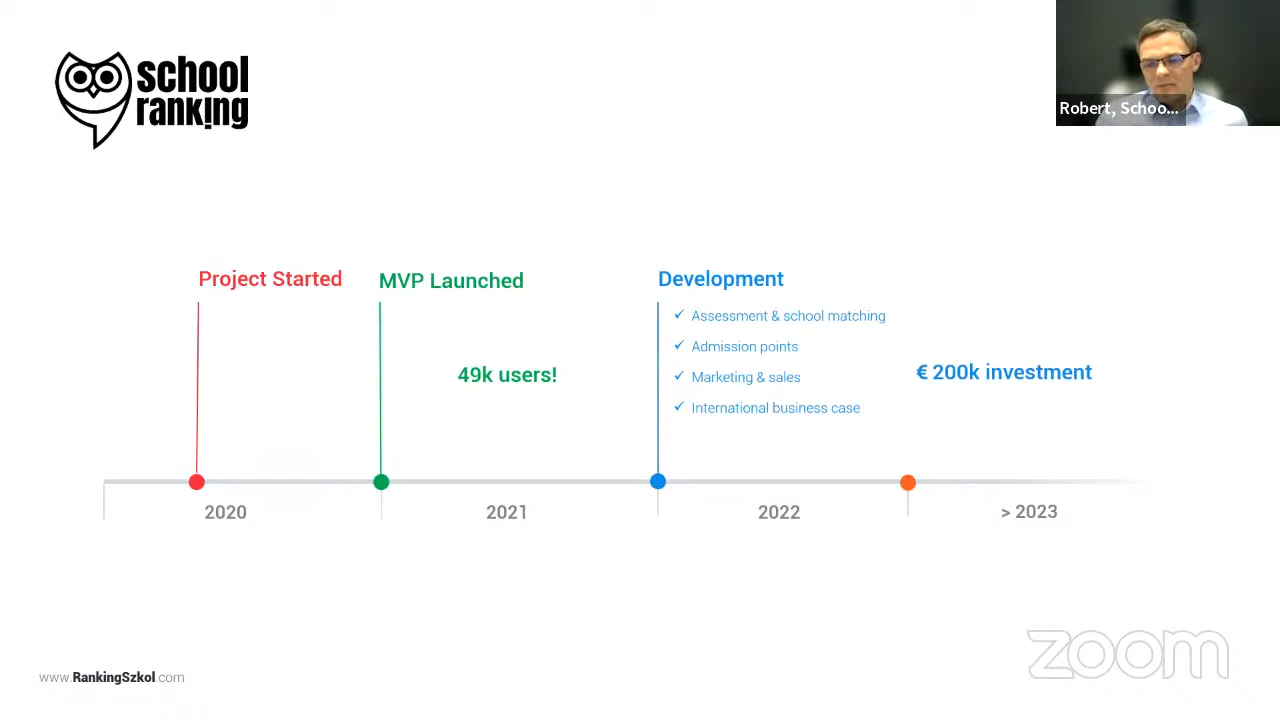 school
ranking
Robert, Schoo...
Project Started
MVP Launched
Development
✓ Assessment & school matching
✓ Admission points
✓ Marketing & sales
✓ International business case
49k users!
€ 200k investment
2020
2021
2022
> 2023
www.RankingSzkol.com
zoom